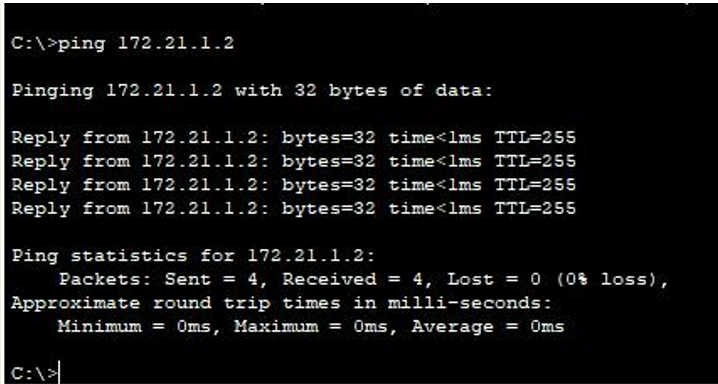 C:\>ping 172.21.1.2
Pinging 172.21.1.2 with 32 bytes of data:
Reply from 172.21.1.2: bytes=32 time<1ms TTL=255
Reply from 172.21.1.2: bytes=32 time<1ms TTL=255
Reply from 172.21.1.2: bytes=32 time<1ms TTL=255
Reply from 172.21.1.2: bytes=32 time<1ms TTL=255
Ping statistics for 172.21.1.2:
    Packets: Sent = 4, Received = 4, Lost = 0 (0% loss),
Approximate round trip times in milli-seconds:
    Minimum = 0ms, Maximum = 0ms, Average = 0ms
C:\>